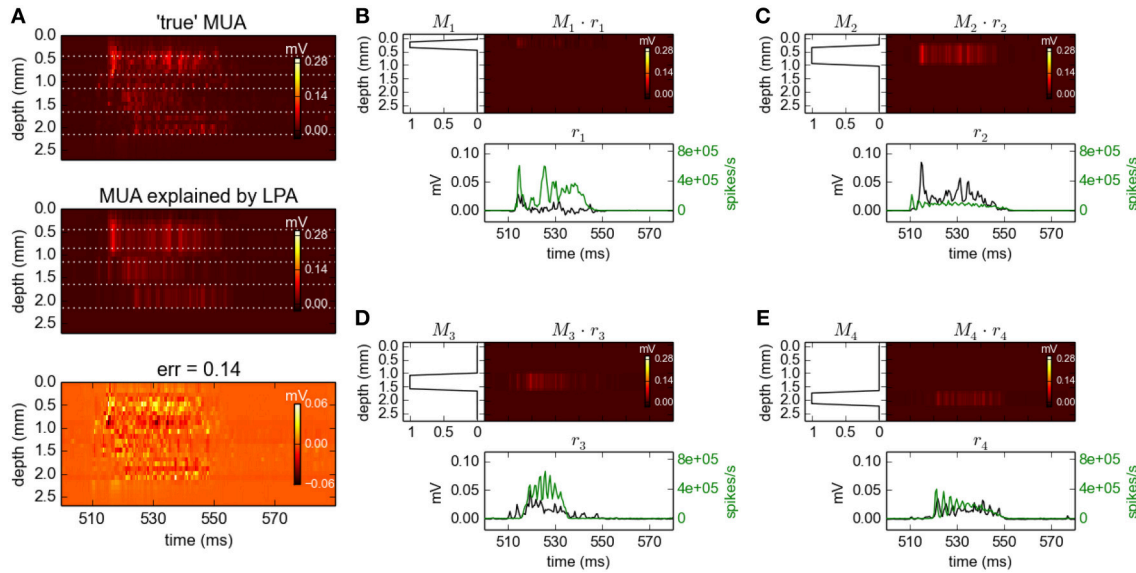 A
'true' MUA
mV
0.28
0.14
0.00
0.0
0.5
1.0
1.5
2.0
2.5
depth (mm)
MUA explained by LPA
mV
0.28
0.14
0.00
0.0
0.5
1.0
1.5
2.0
2.5
depth (mm)
err = 0.14
mV
0.06
0.00
−0.06
0.0
0.5
1.0
1.5
2.0
2.5
depth (mm)
510 530 550 570
time (ms)
B
M1
M1 · r1
mV
0.28
0.14
0.00
0.0
0.5
1.0
1.5
2.0
2.5
depth (mm)
1 0.5 0
r1
0.10
0.05
0.00
mV
8e+05
4e+05
0
spikes/s
510 530 550 570
time (ms)
C
M2
M2 · r2
mV
0.28
0.14
0.00
0.0
0.5
1.0
1.5
2.0
2.5
depth (mm)
1 0.5 0
r2
0.10
0.05
0.00
mV
8e+05
4e+05
0
spikes/s
510 530 550 570
time (ms)
D
M3
M3 · r3
mV
0.28
0.14
0.00
0.0
0.5
1.0
1.5
2.0
2.5
depth (mm)
1 0.5 0
r3
0.10
0.05
0.00
mV
8e+05
4e+05
0
spikes/s
510 530 550 570
time (ms)
E
M4
M4 · r4
mV
0.28
0.14
0.00
0.0
0.5
1.0
1.5
2.0
2.5
depth (mm)
1 0.5 0
r4
0.10
0.05
0.00
mV
8e+05
4e+05
0
spikes/s
510 530 550 570
time (ms)